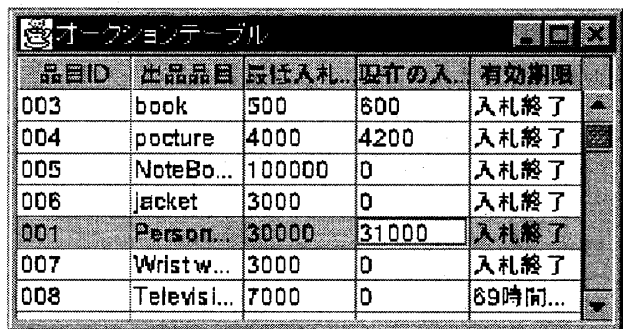 オークションテーブル
品目ID 出品品目 最低入札... 現在の入... 有効期限
003 book 500 600 入札終了
004 pocture 4000 4200 入札終了
005 NoteBo... 100000 0 入札終了
006 jacket 3000 0 入札終了
001 Person... 30000 31000 入札終了
007 Wrist w... 3000 0 入札終了
008 Televisi... 7000 0 69時間...